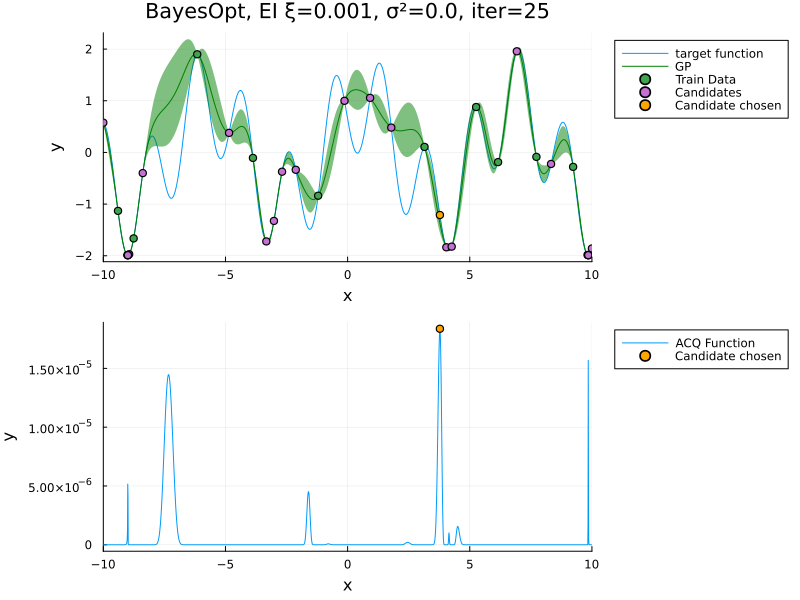 BayesOpt, EI ξ=0.001, σ²=0.0, iter=25
target function
GP
Train Data
Candidates
Candidate chosen
y
2
1
0
−1
−2
−10
−5
0
5
10
x
ACQ Function
Candidate chosen
y
1.50×10⁻⁵
1.00×10⁻⁵
5.00×10⁻⁶
0
−10
−5
0
5
10
x